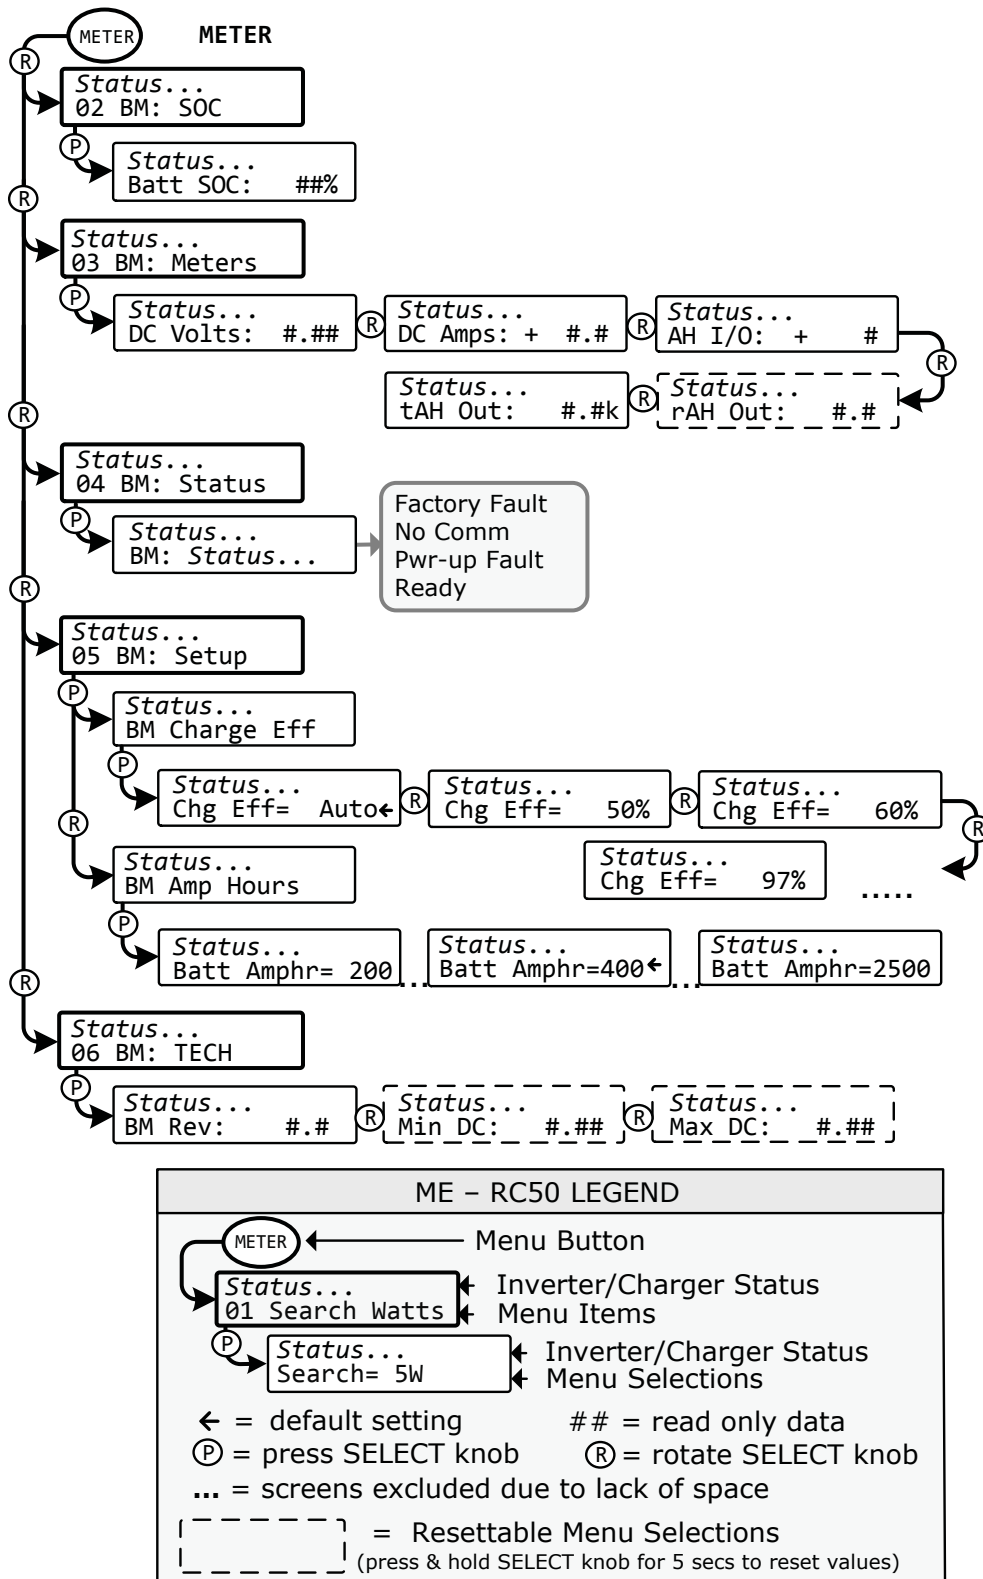 METER METER
R
Status...
02 BM: SOC
P
Status...
Batt SOC: ##%
R
Status...
03 BM: Meters
P
Status...
DC Volts: #.##
R
Status...
DC Amps: + #.#
R
Status...
AH I/O: + #
R
Status...
tAH Out: #.#k
R
Status...
rAH Out: #.#
R
Status...
04 BM: Status
P
Status...
BM: Status...
Factory Fault
No Comm
Pwr-up Fault
Ready
R
Status...
05 BM: Setup
P
Status...
BM Charge Eff
P
Status...
Chg Eff= Auto←
R
Status...
Chg Eff= 50%
R
Status...
Chg Eff= 60%
R
Status...
Chg Eff= 97%
.....
R
Status...
BM Amp Hours
P
Status...
Batt Amphr= 200
...
Status...
Batt Amphr=400←
...
Status...
Batt Amphr=2500
R
Status...
06 BM: TECH
P
Status...
BM Rev: #.#
R
Status...
Min DC: #.##
R
Status...
Max DC: #.##
ME – RC50 LEGEND
METER
Menu Button
Status...
01 Search Watts
Inverter/Charger Status
Menu Items
P
Status...
Search= 5W
Inverter/Charger Status
Menu Selections
← = default setting ## = read only data
P = press SELECT knob R = rotate SELECT knob
... = screens excluded due to lack of space
= Resettable Menu Selections
(press & hold SELECT knob for 5 secs to reset values)